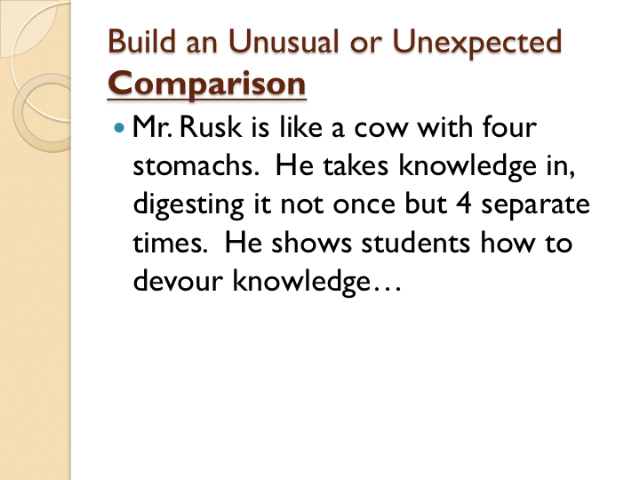 Build an Unusual or Unexpected
Comparison
• Mr. Rusk is like a cow with four
stomachs.  He takes knowledge in,
digesting it not once but 4 separate
times.  He shows students how to
devour knowledge…